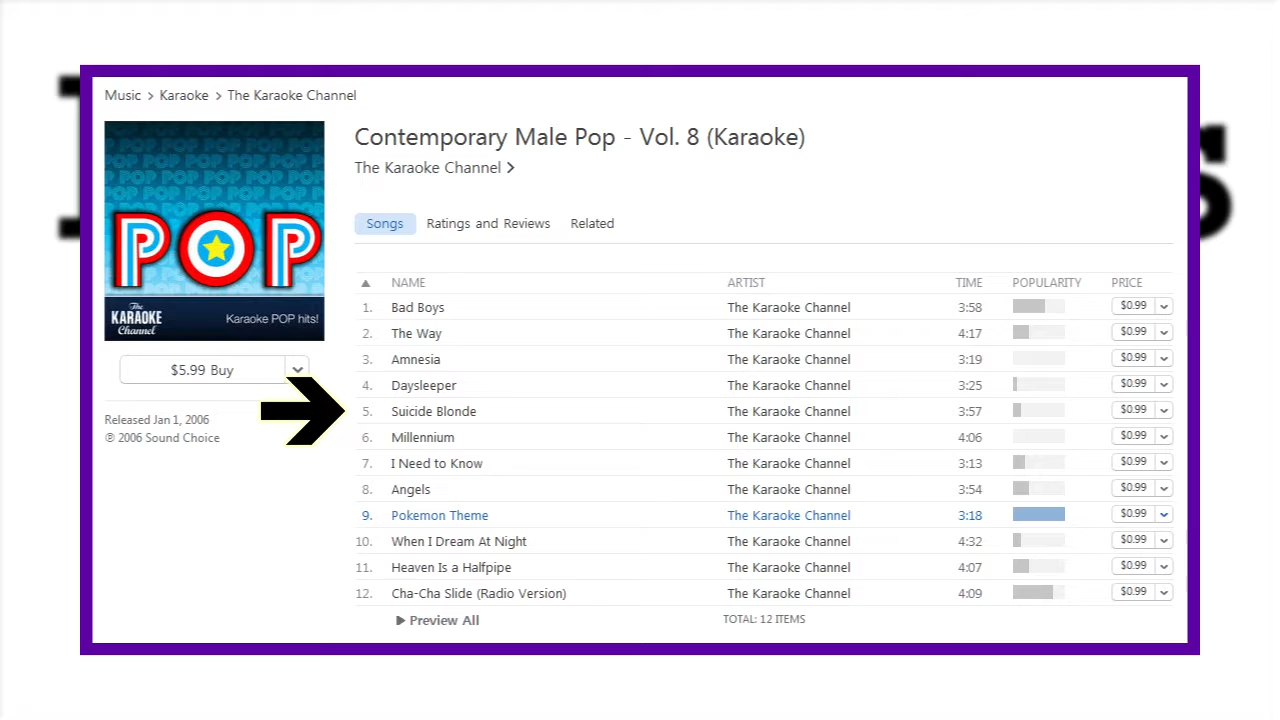 Music > Karaoke > The Karaoke Channel
POP
The KARAOKE Channel
Karaoke POP hits!
$5.99 Buy
Released Jan 1, 2006
℗ 2006 Sound Choice
Contemporary Male Pop - Vol. 8 (Karaoke)
The Karaoke Channel >
Songs Ratings and Reviews Related
▲ NAME ARTIST TIME POPULARITY PRICE
1. Bad Boys The Karaoke Channel 3:58 $0.99
2. The Way The Karaoke Channel 4:17 $0.99
3. Amnesia The Karaoke Channel 3:19 $0.99
4. Daysleeper The Karaoke Channel 3:25 $0.99
5. Suicide Blonde The Karaoke Channel 3:57 $0.99
6. Millennium The Karaoke Channel 4:06 $0.99
7. I Need to Know The Karaoke Channel 3:13 $0.99
8. Angels The Karaoke Channel 3:54 $0.99
9. Pokemon Theme The Karaoke Channel 3:18 $0.99
10. When I Dream At Night The Karaoke Channel 4:32 $0.99
11. Heaven Is a Halfpipe The Karaoke Channel 4:07 $0.99
12. Cha-Cha Slide (Radio Version) The Karaoke Channel 4:09 $0.99
▶ Preview All TOTAL: 12 ITEMS